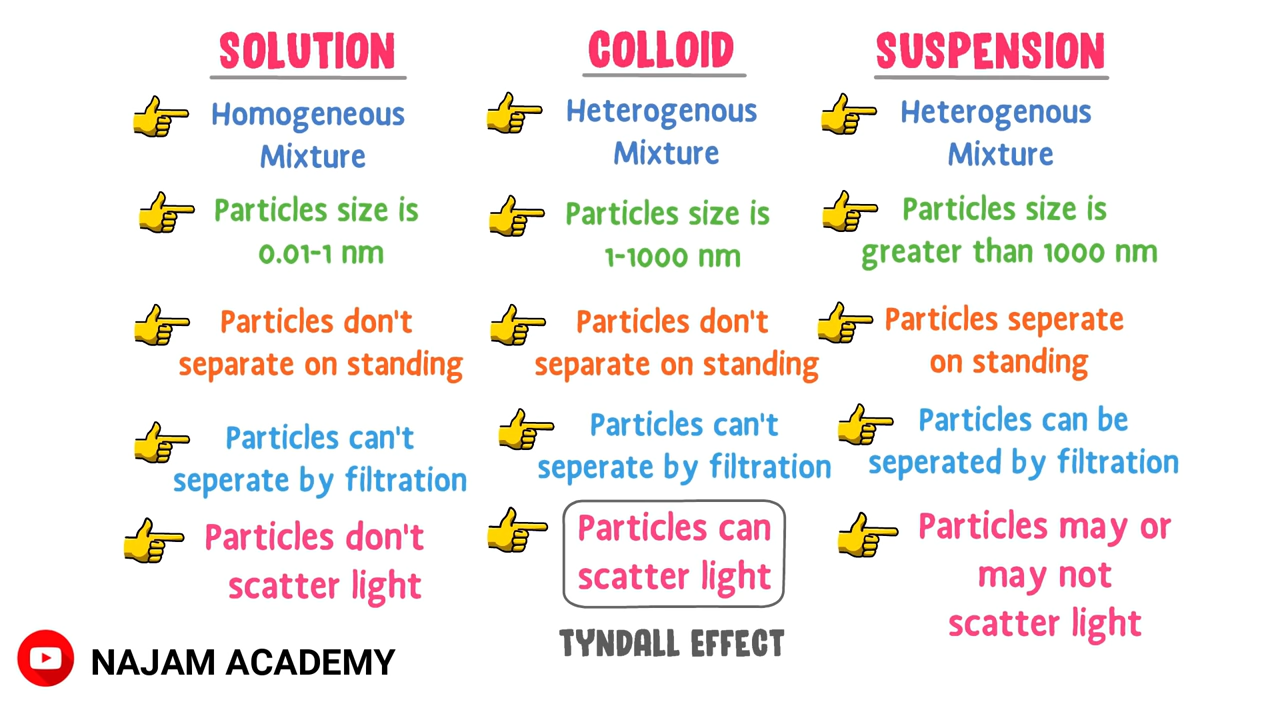 SOLUTION
Homogeneous
Mixture
Particles size is
0.01-1 nm
Particles don't
separate on standing
Particles can't
seperate by filtration
Particles don't
scatter light
COLLOID
Heterogenous
Mixture
Particles size is
1-1000 nm
Particles don't
separate on standing
Particles can't
seperate by filtration
Particles can
scatter light
TYNDALL EFFECT
SUSPENSION
Heterogenous
Mixture
Particles size is
greater than 1000 nm
Particles seperate
on standing
Particles can be
seperated by filtration
Particles may or
may not
scatter light
NAJAM ACADEMY